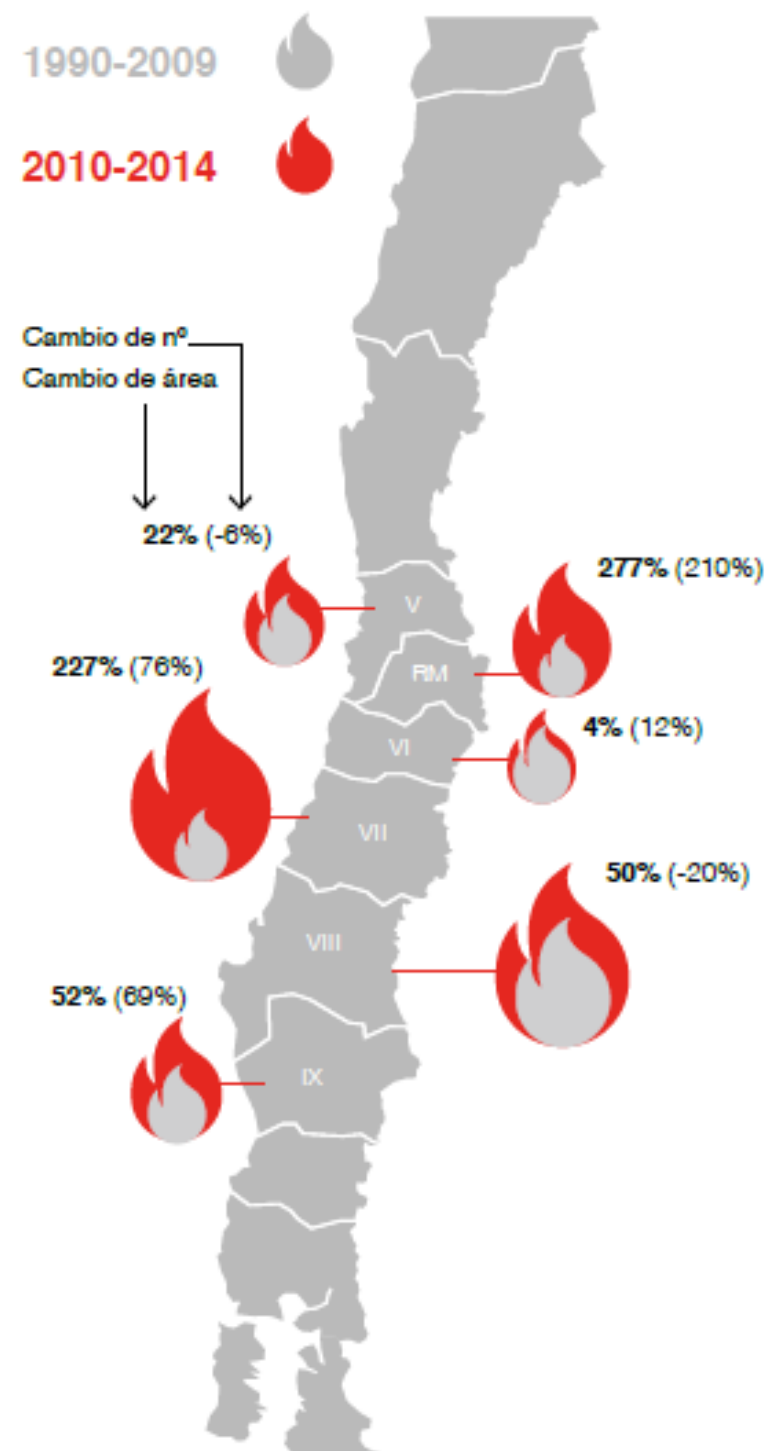 1990-2009
2010-2014
Cambio de nº
Cambio de área
22% (-6%)
277% (210%)
V
227% (76%)
RM
4% (12%)
VI
VII
50% (-20%)
VIII
52% (69%)
IX